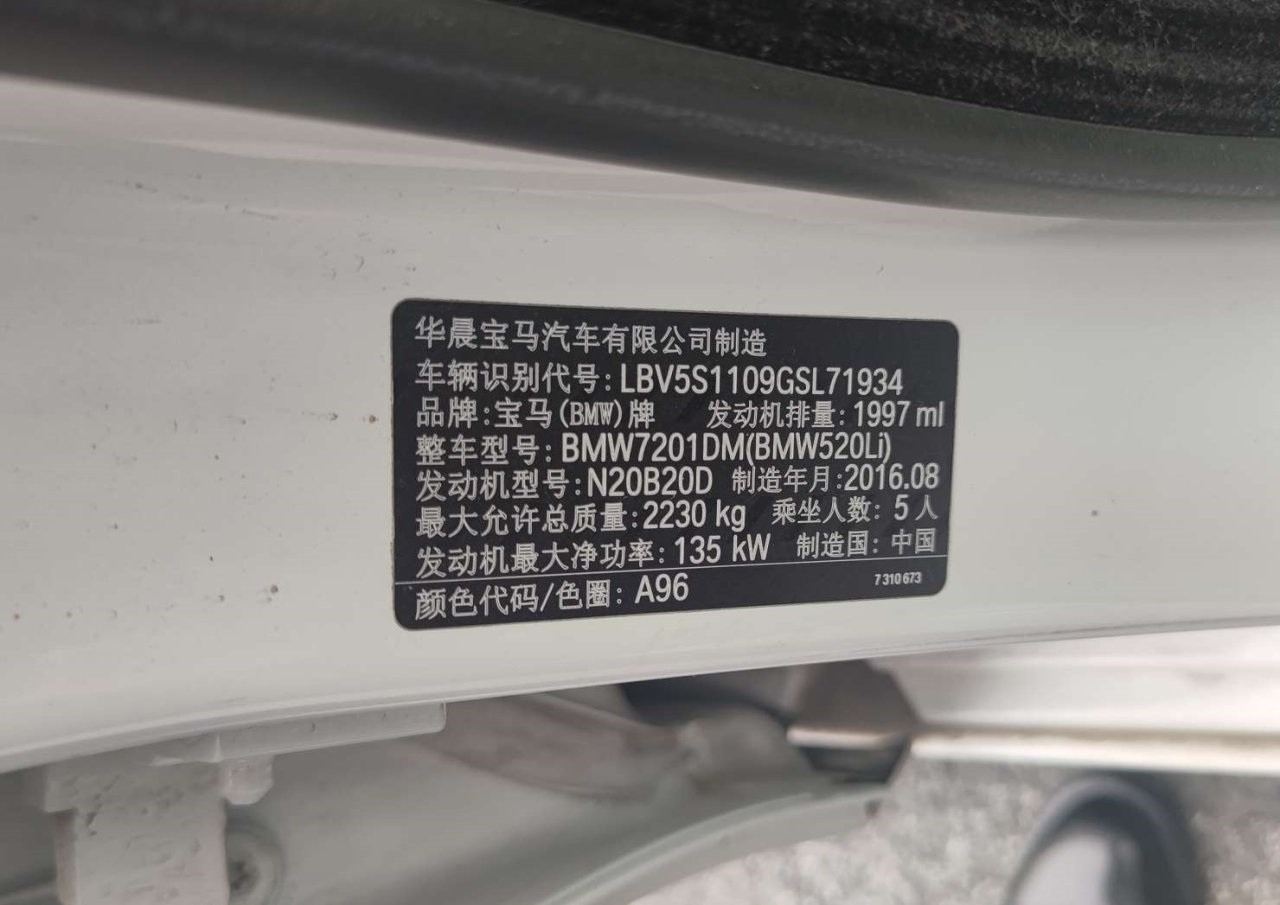 华晨宝马汽车有限公司制造
车辆识别代号: LBV5S1109GSL71934
品牌: 宝马(BMW)牌 发动机排量: 1997 ml
整车型号: BMW7201DM(BMW520Li)
发动机型号: N20B20D 制造年月: 2016.08
最大允许总质量: 2230 kg 乘坐人数: 5 人
发动机最大净功率: 135 kW 制造国: 中国
颜色代码/色圈: A96 7 310 673